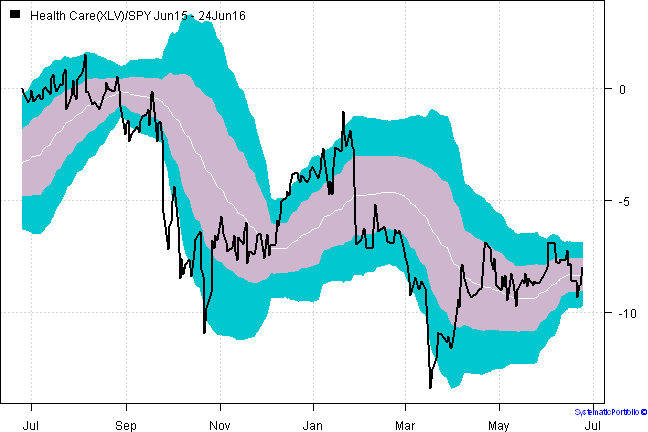 Health Care(XLV)/SPY Jun15 - 24Jun16
0
-5
-10
SystematicPortfolio ©
Jul Sep Nov Jan Mar May Jul